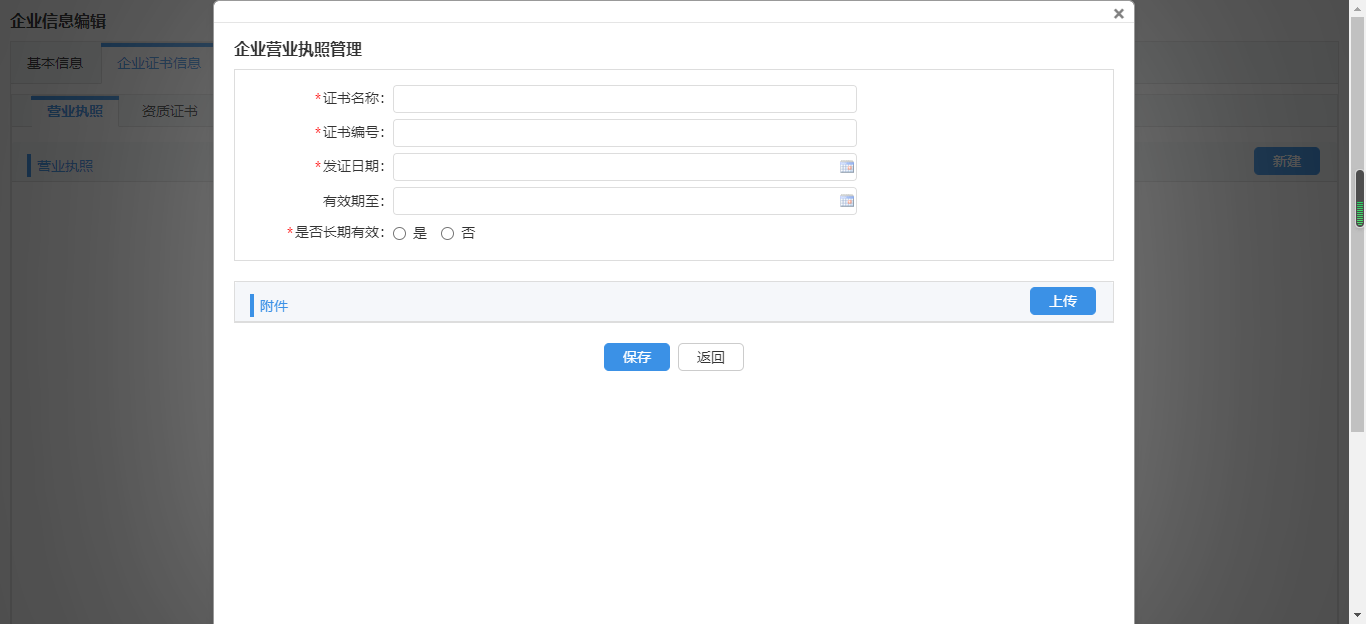 企业信息编辑
基本信息 企业证书信息
营业执照 资质证书
营业执照
新建
企业营业执照管理
*证书名称：
*证书编号：
*发证日期：
有效期至：
*是否长期有效： 是 否
附件
上传
保存 返回